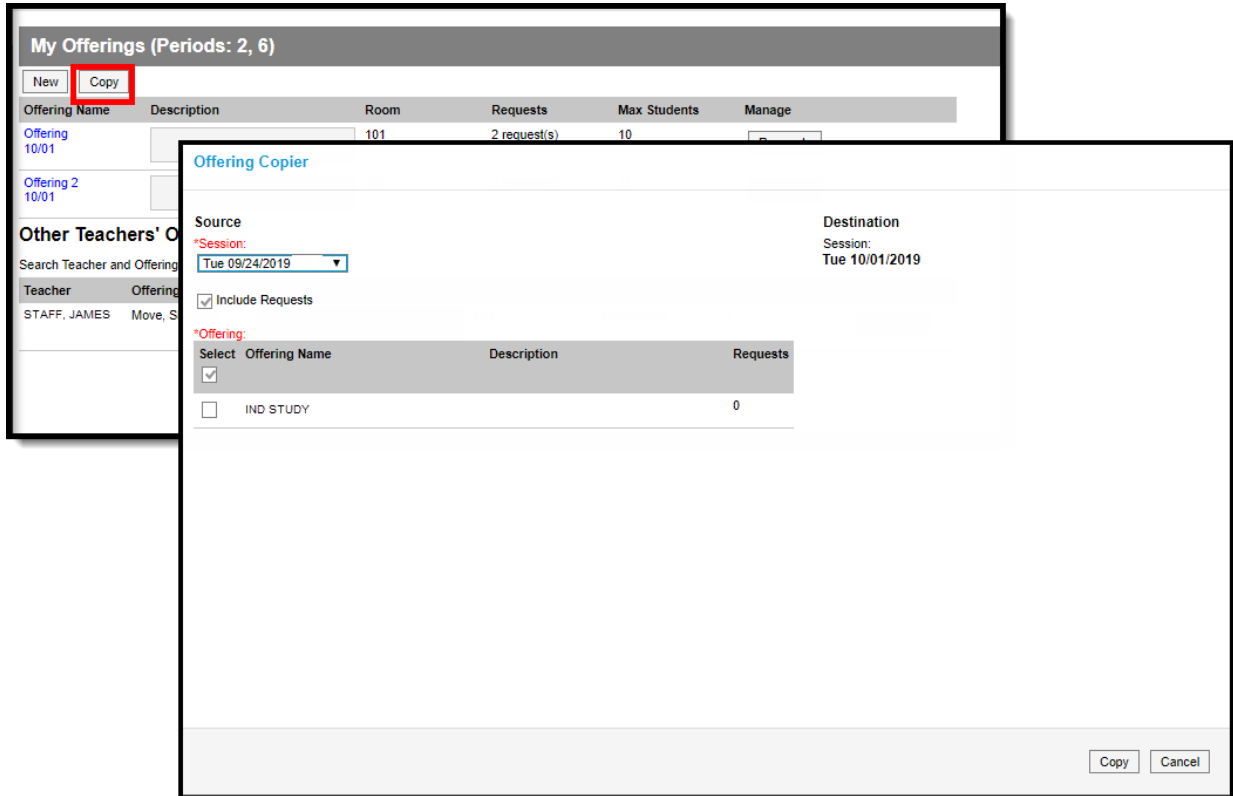 My Offerings (Periods: 2, 6)
New Copy
Offering Name Description Room Requests Max Students Manage
Offering 101 2 request(s) 10
10/01
Offering 2
10/01
Other Teachers' O
Search Teacher and Offering
Teacher Offering
STAFF, JAMES Move, S
Offering Copier
Source Destination
*Session: Session:
Tue 09/24/2019 Tue 10/01/2019
Include Requests
*Offering:
Select Offering Name Description Requests
IND STUDY 0
Copy Cancel